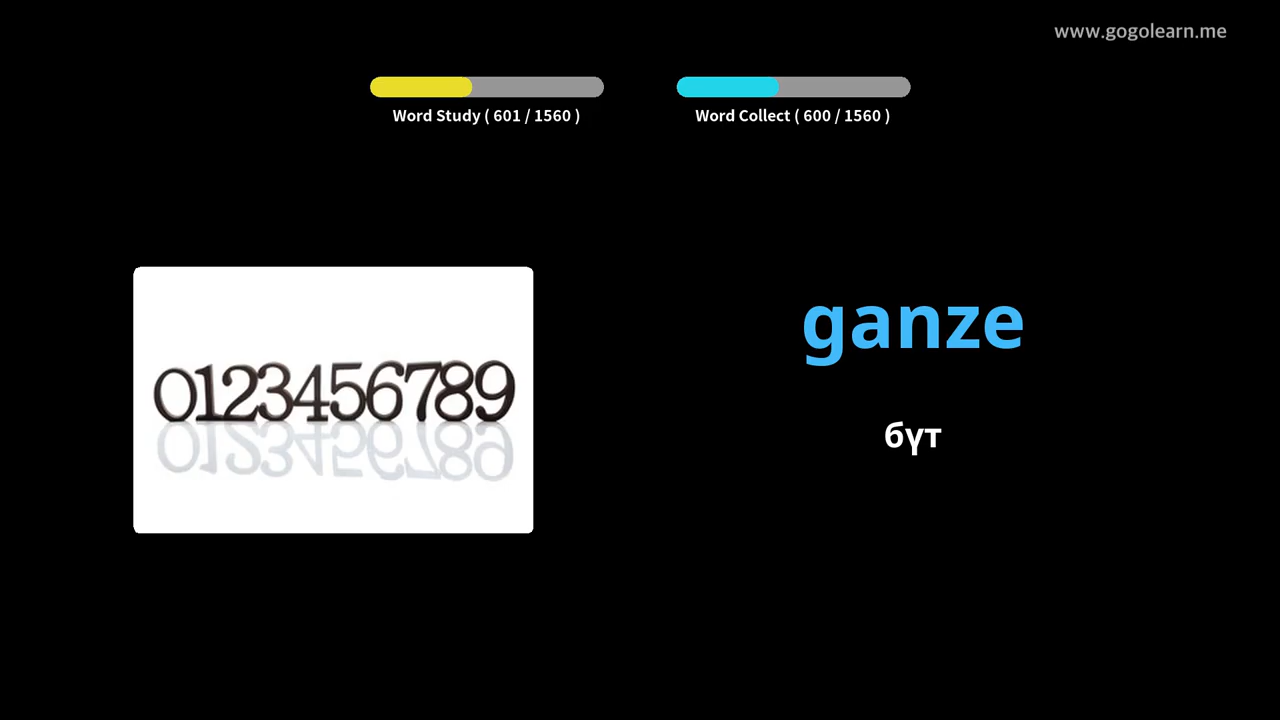 www.gogolearn.me
Word Study ( 601 / 1560 )
Word Collect ( 600 / 1560 )
0123456789
ganze
бүт